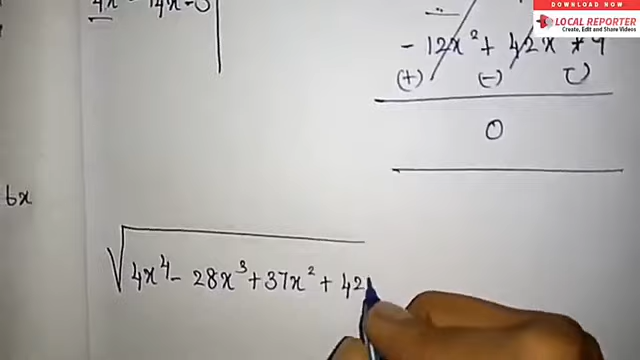 4x² - 14x - 3
DOWNLOAD NOW
LOCAL REPORTER
Create, Edit and Share Videos
- 12x² + 42x + 9
(+) (-) (-)
0
6x
√4x⁴ - 28x³ + 37x² + 42